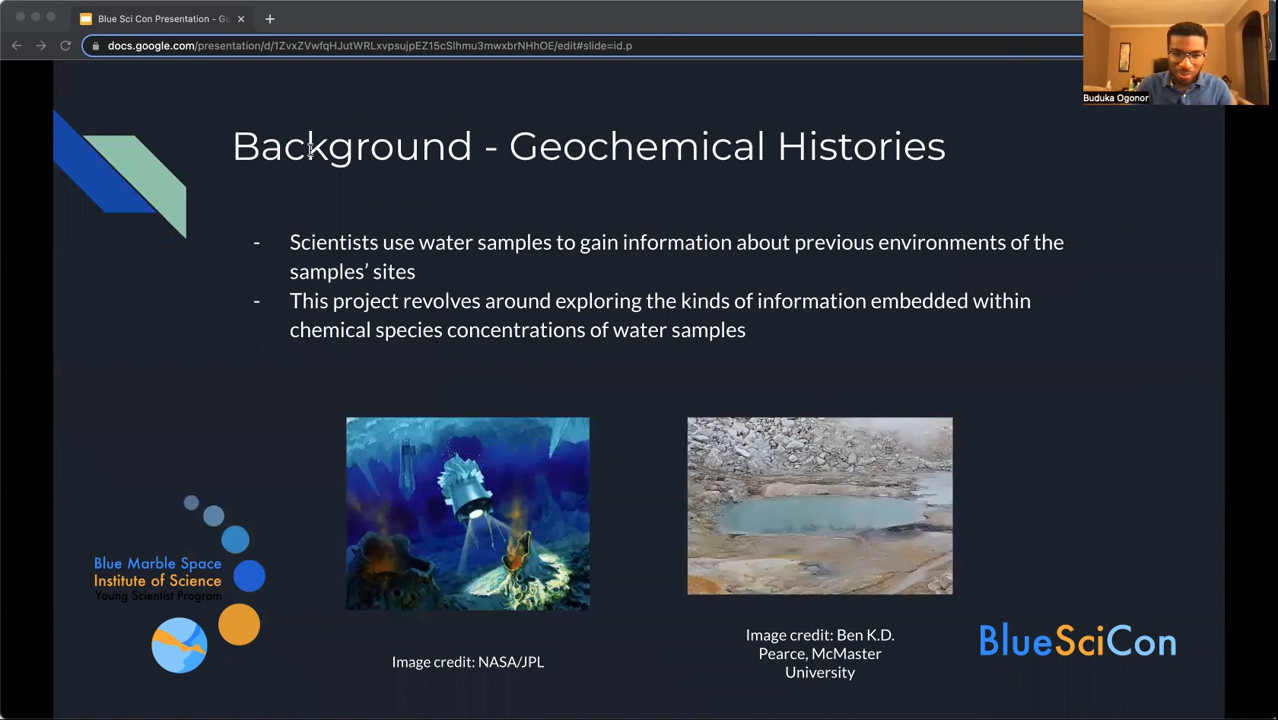 Blue Sci Con Presentation - Go
docs.google.com/presentation/d/1ZvxZVwfqHJutWRLxvpsujpEZ15cSlhmu3mwxbrNHhOE/edit#slide=id.p
Buduka Ogonor
Background - Geochemical Histories
- Scientists use water samples to gain information about previous environments of the
samples’ sites
- This project revolves around exploring the kinds of information embedded within
chemical species concentrations of water samples
Blue Marble Space
Institute of Science
Young Scientist Program
Image credit: NASA/JPL
Image credit: Ben K.D.
Pearce, McMaster
University
BlueSciCon